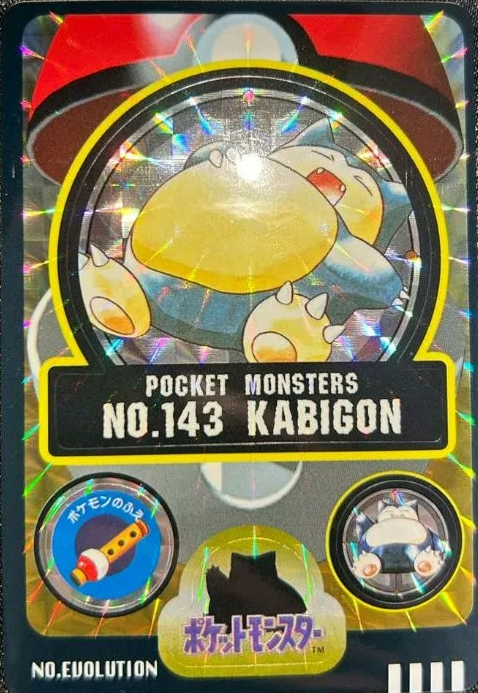 POCKET MONSTERS
NO.143 KABIGON
ポケモンのふえ
ポケットモンスター
TM
NO.EVOLUTION